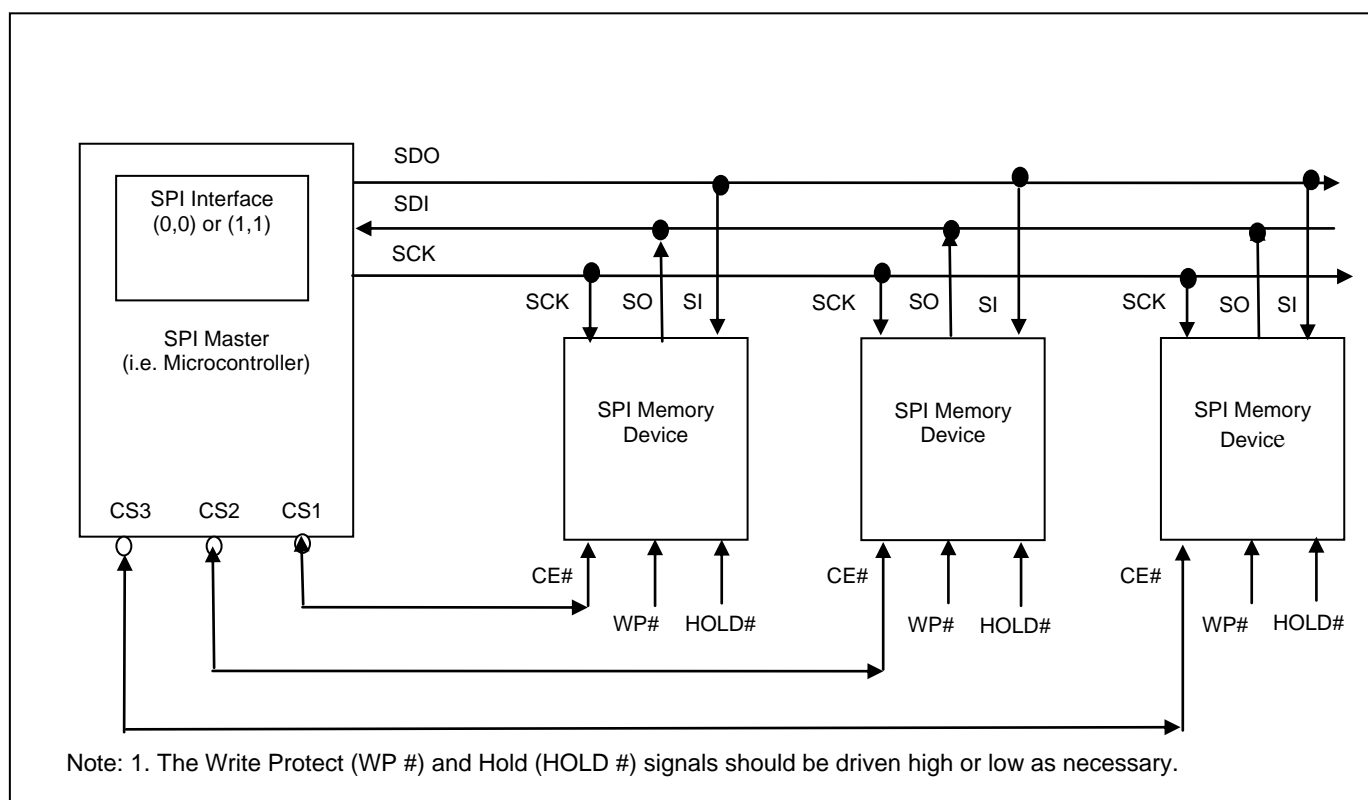 SDO
SPI Interface
(0,0) or (1,1)
SDI
SCK
SCK SO SI
SCK SO SI
SCK SO SI
SPI Master
(i.e. Microcontroller)
SPI Memory
Device
SPI Memory
Device
SPI Memory
Device
CS3 CS2 CS1
CE#
WP# HOLD#
CE#
WP# HOLD#
CE#
WP# HOLD#
Note: 1. The Write Protect (WP #) and Hold (HOLD #) signals should be driven high or low as necessary.